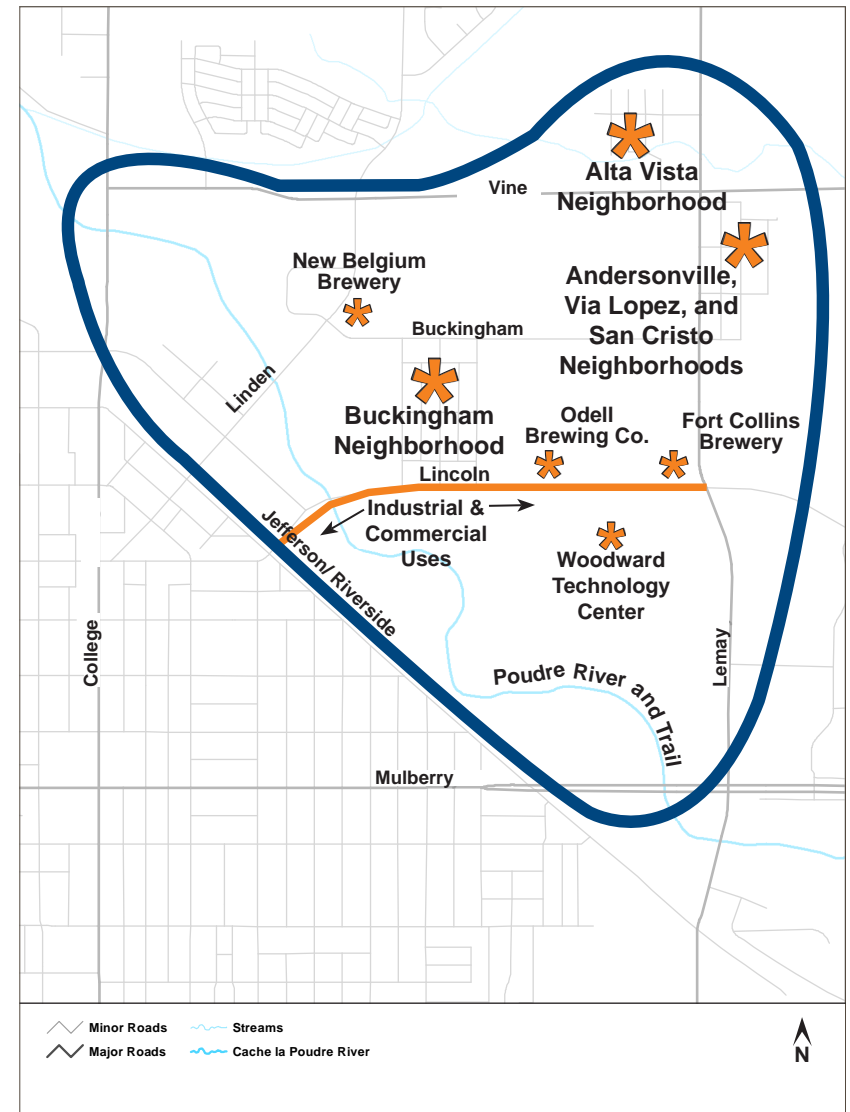 Alta Vista
Neighborhood
Vine
New Belgium
Brewery
Andersonville,
Via Lopez, and
San Cristo
Neighborhoods
Buckingham
Linden
Buckingham
Neighborhood
Odell
Brewing Co.
Fort Collins
Brewery
Lincoln
Industrial &
Commercial
Uses
Jefferson/ Riverside
Woodward
Technology
Center
College
Lemay
Poudre River and Trail
Mulberry
Minor Roads
Streams
Major Roads
Cache la Poudre River
N